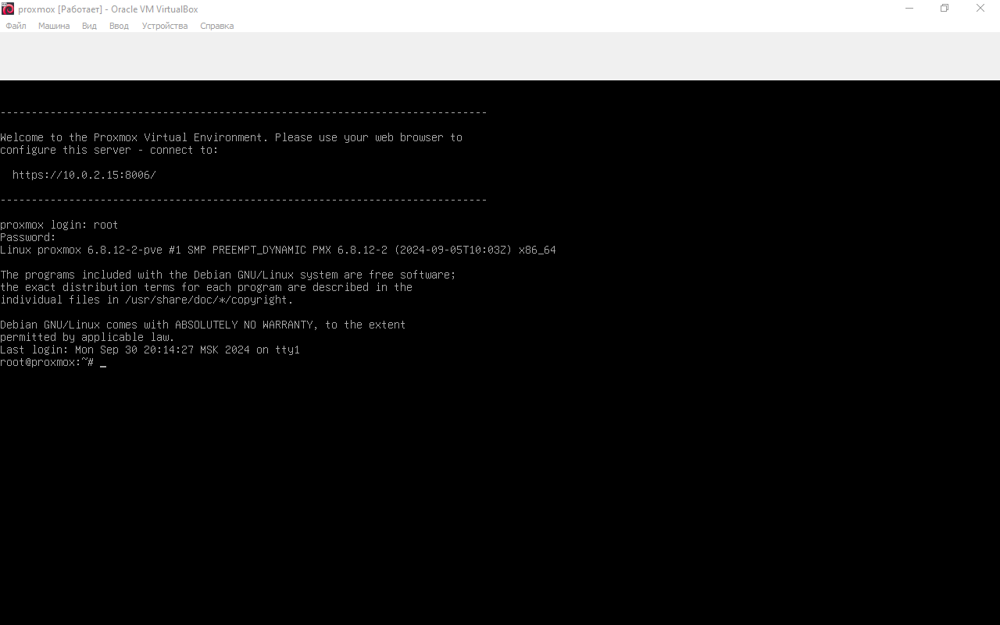 proxmox [Работает] - Oracle VM VirtualBox
Файл Машина Вид Ввод Устройства Справка
------------------------------------------------------------------------------
Welcome to the Proxmox Virtual Environment. Please use your web browser to
configure this server - connect to:
https://10.0.2.15:8006/
------------------------------------------------------------------------------
proxmox login: root
Password:
Linux proxmox 6.8.12-2-pve #1 SMP PREEMPT_DYNAMIC PMX 6.8.12-2 (2024-09-05T10:03Z) x86_64
The programs included with the Debian GNU/Linux system are free software;
the exact distribution terms for each program are described in the
individual files in /usr/share/doc/*/copyright.
Debian GNU/Linux comes with ABSOLUTELY NO WARRANTY, to the extent
permitted by applicable law.
Last login: Mon Sep 30 20:14:27 MSK 2024 on tty1
root@proxmox:~# _